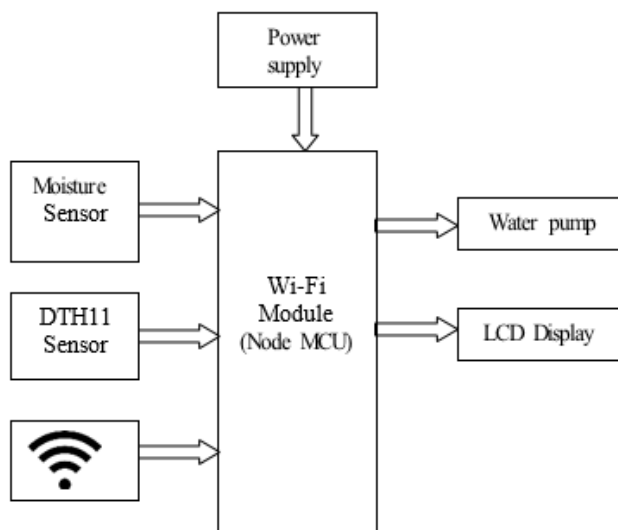 Power
supply
Moisture
Sensor
DTH11
Sensor
Wi-Fi
Module
(Node MCU)
Water pump
LCD Display